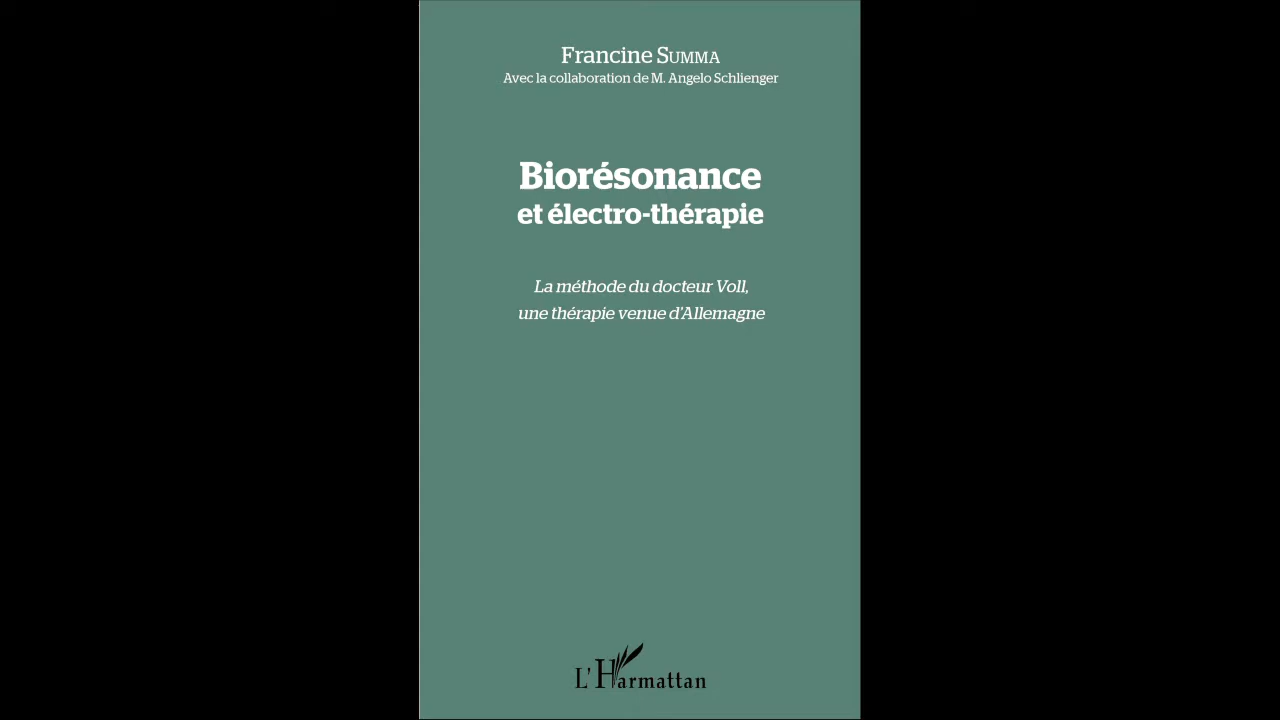 Francine SUMMA
Avec la collaboration de M. Angelo Schlienger
Biorésonance
et électro-thérapie
La méthode du docteur Voll,
une thérapie venue d'Allemagne
L'Harmattan